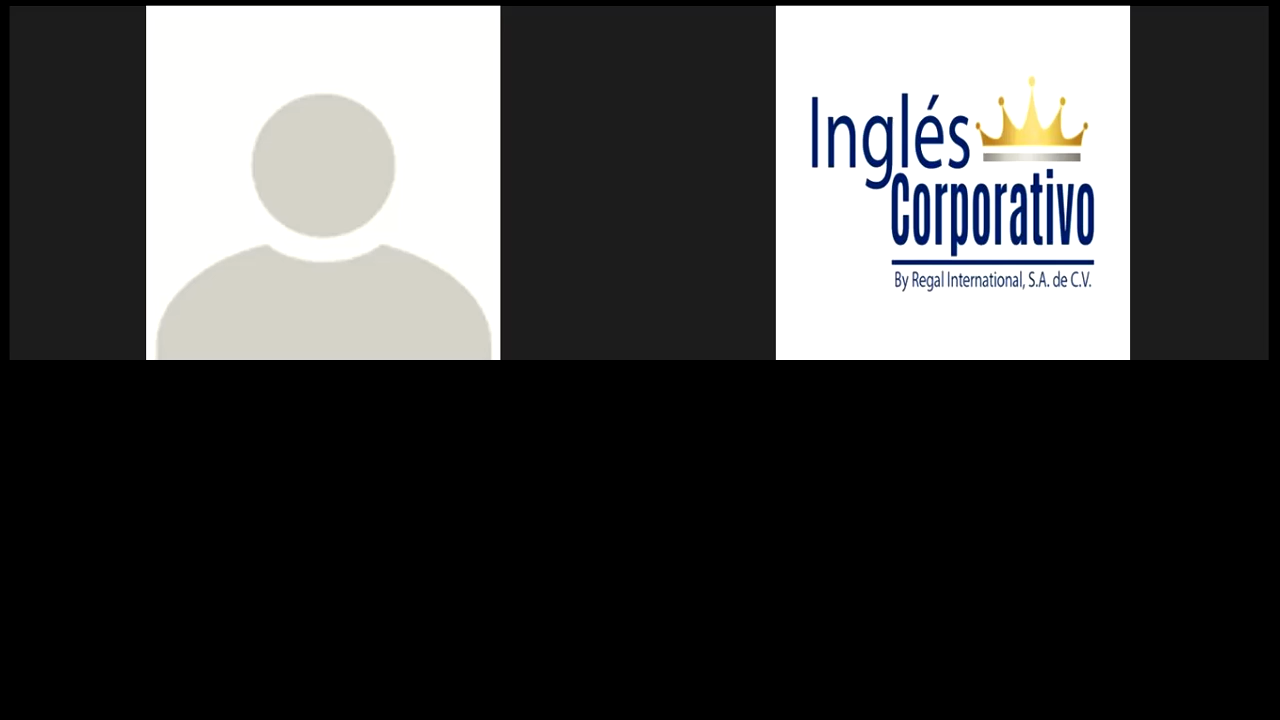 Inglés
Corporativo
By Regal International, S.A. de C.V.